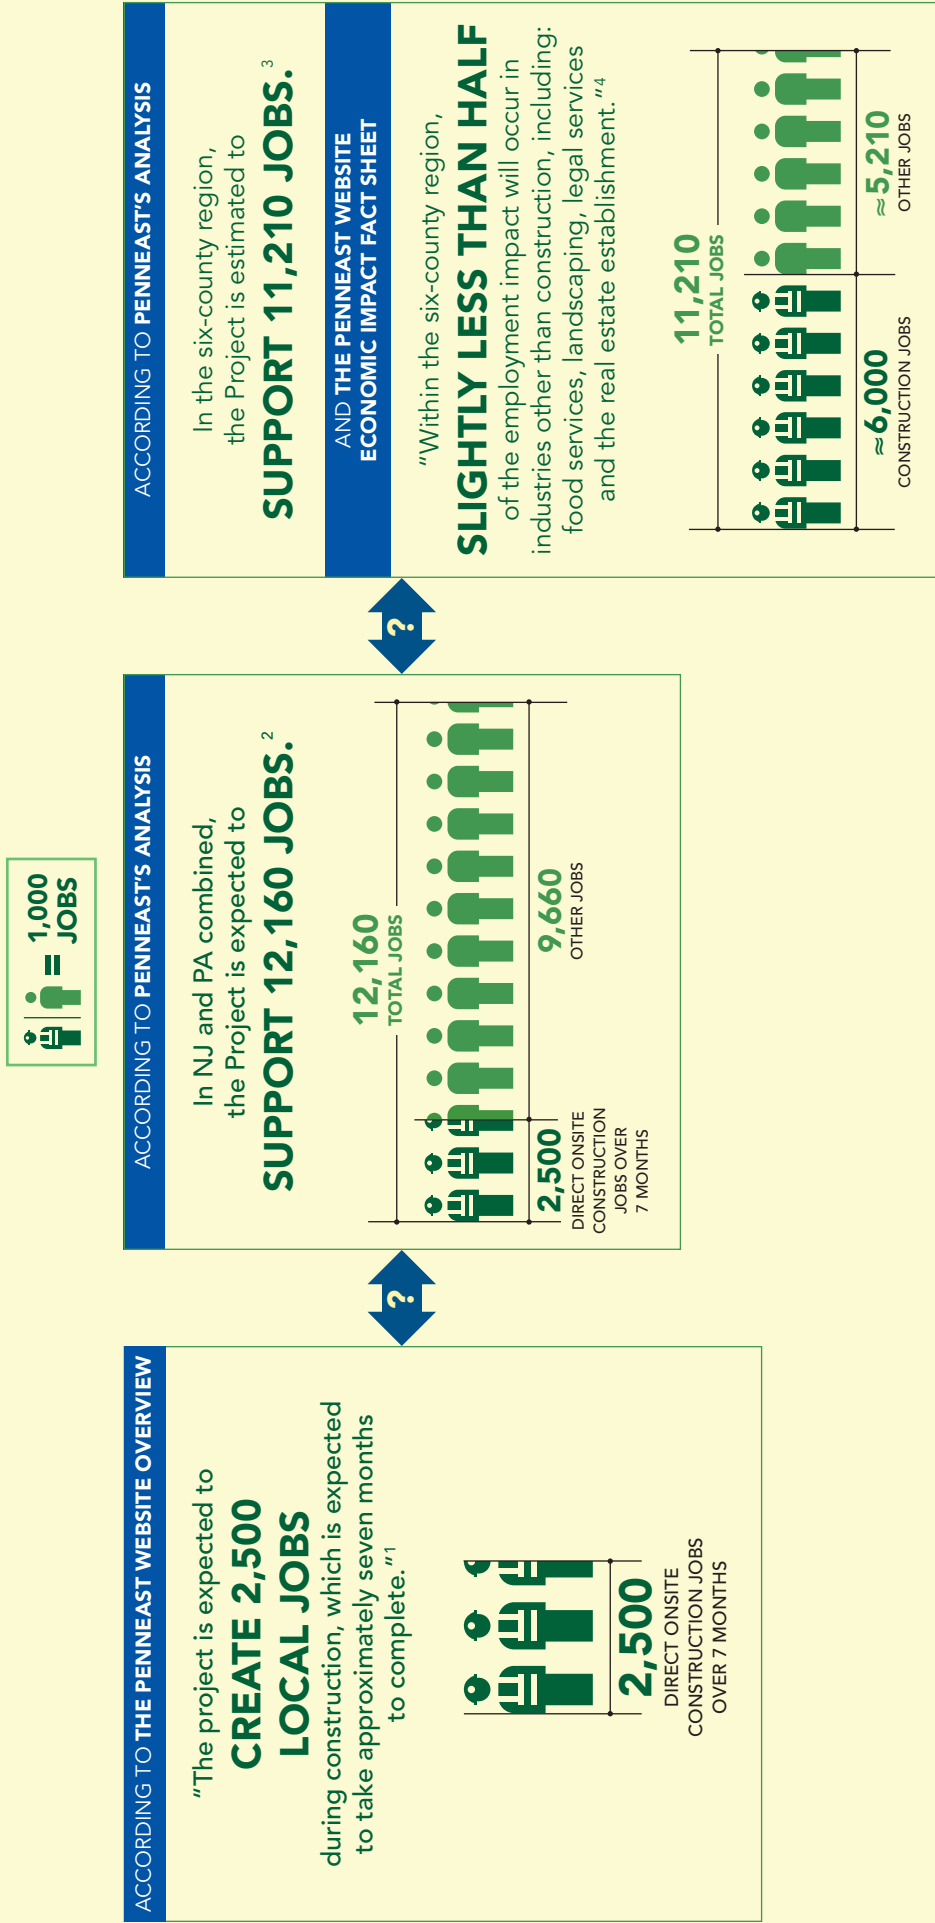 = 1,000
JOBS
ACCORDING TO THE PENNEAST WEBSITE OVERVIEW
"The project is expected to
CREATE 2,500
LOCAL JOBS
during construction, which is expected
to take approximately seven months
to complete."1
2,500
DIRECT ONSITE
CONSTRUCTION JOBS
OVER 7 MONTHS
?
ACCORDING TO PENNEAST'S ANALYSIS
In NJ and PA combined,
the Project is expected to
SUPPORT 12,160 JOBS.2
12,160
TOTAL JOBS
2,500
DIRECT ONSITE
CONSTRUCTION
JOBS OVER
7 MONTHS
9,660
OTHER JOBS
?
ACCORDING TO PENNEAST'S ANALYSIS
In the six-county region,
the Project is estimated to
SUPPORT 11,210 JOBS.3
AND THE PENNEAST WEBSITE
ECONOMIC IMPACT FACT SHEET
"Within the six-county region,
SLIGHTLY LESS THAN HALF
of the employment impact will occur in
industries other than construction, including:
food services, landscaping, legal services
and the real estate establishment."4
11,210
TOTAL JOBS
≈6,000
CONSTRUCTION JOBS
≈5,210
OTHER JOBS